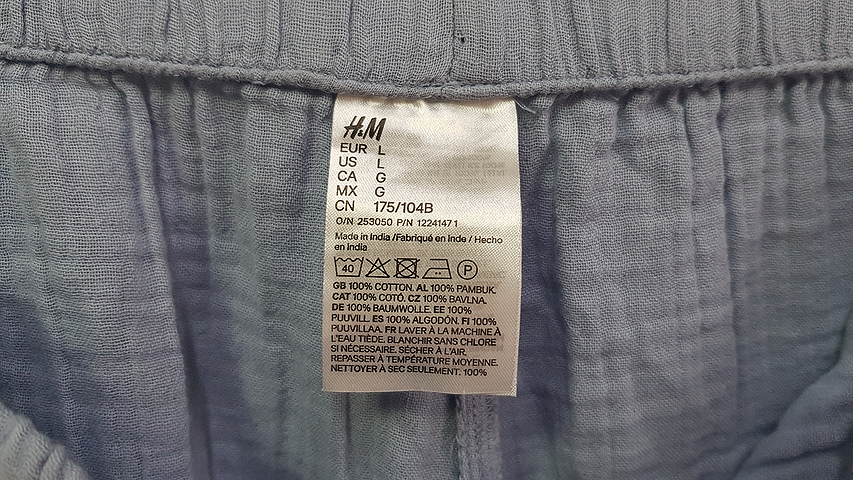 H&M
EUR L
US L
CA G
MX G
CN 175/104B
O/N 253050 P/N 12241471
Made in India /Fabriqué en Inde / Hecho
en India
40 P
GB 100% COTTON. AL 100% PAMBUK.
CAT 100% COTÓ. CZ 100% BAVLNA.
DE 100% BAUMWOLLE. EE 100%
PUUVILL. ES 100% ALGODÓN. FI 100%
PUUVILLAA. FR LAVER À LA MACHINE À
L'EAU TIÈDE. BLANCHIR SANS CHLORE
SI NÉCESSAIRE. SÉCHER À L'AIR.
REPASSER À TEMPÉRATURE MOYENNE.
NETTOYER À SEC SEULEMENT. 100%